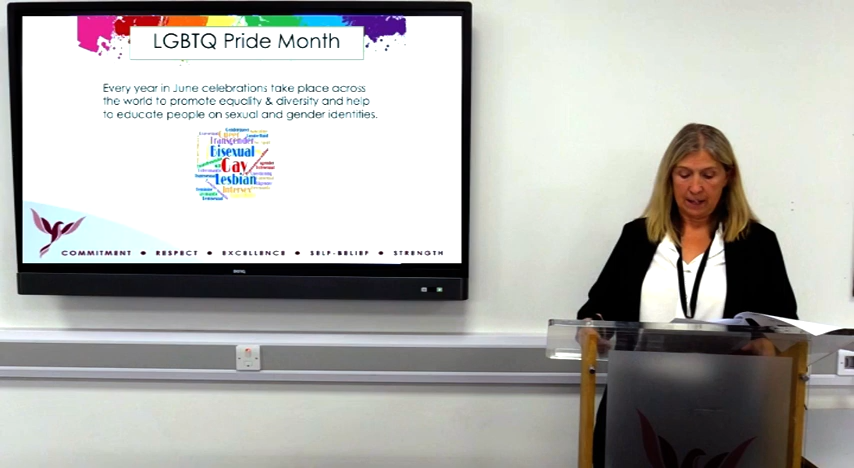 LGBTQ Pride Month
Every year in June celebrations take place across
the world to promote equality & diversity and help
to educate people on sexual and gender identities.
Queer
Transgender
Bisexual
Gay
Lesbian
Intersex
COMMITMENT • RESPECT • EXCELLENCE • SELF-BELIEF • STRENGTH
BENQ